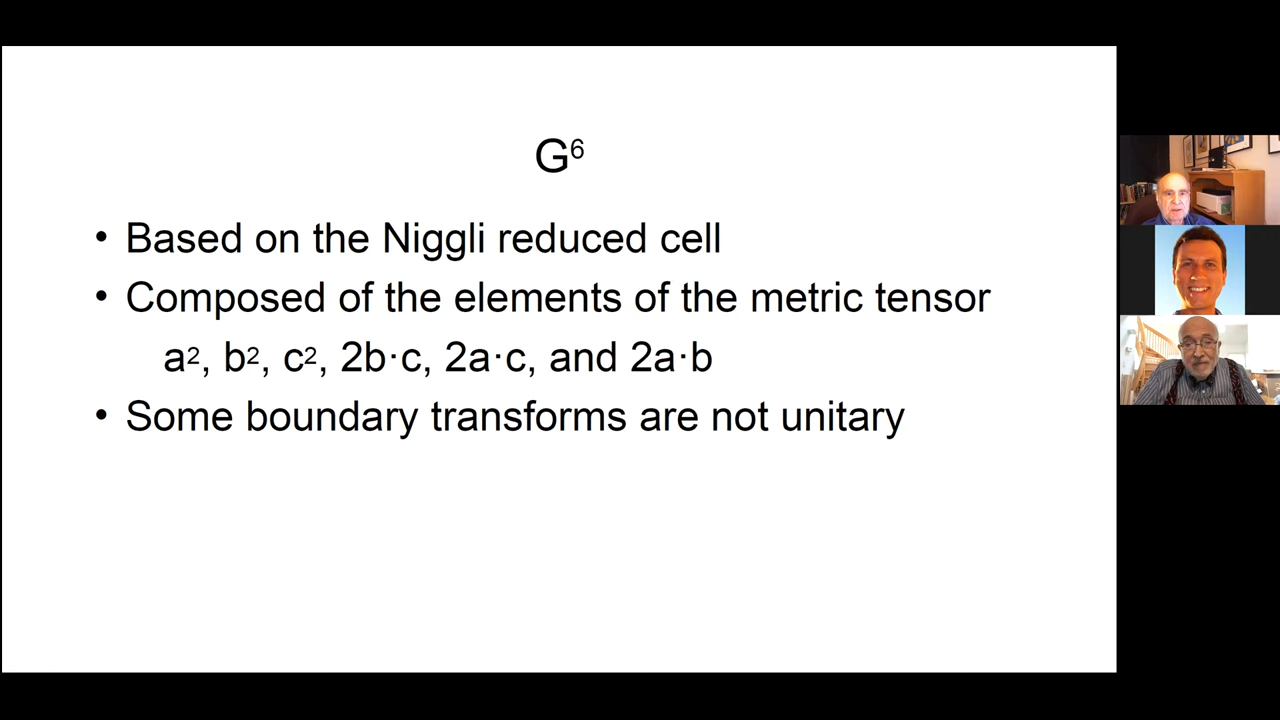 G⁶
• Based on the Niggli reduced cell
• Composed of the elements of the metric tensor
a², b², c², 2b·c, 2a·c, and 2a·b
• Some boundary transforms are not unitary